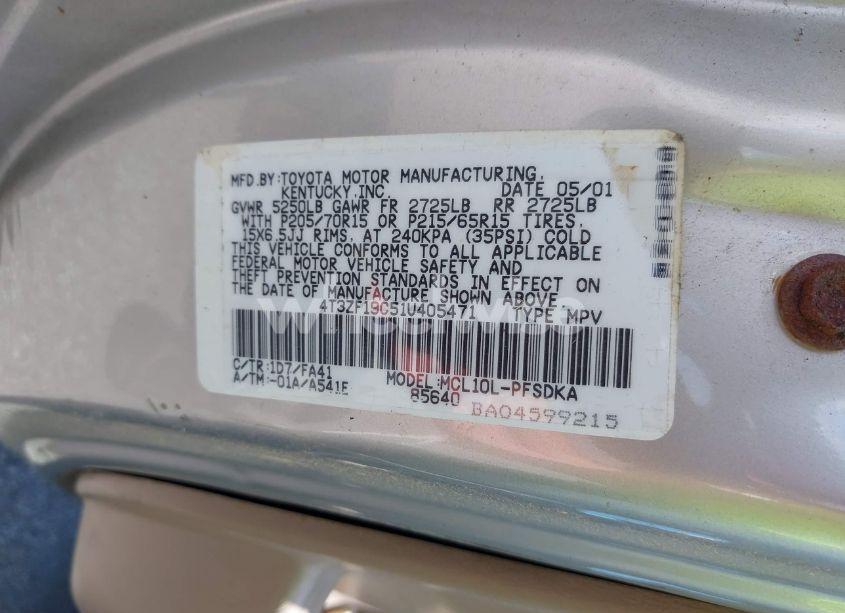 MFD.BY:TOYOTA MOTOR MANUFACTURING,
KENTUCKY,INC. DATE 05/01
GVWR 5250LB GAWR FR 2725LB RR 2725LB
WITH P205/70R15 OR P215/65R15 TIRES,
15X6.5JJ RIMS, AT 240KPA (35PSI) COLD
THIS VEHICLE CONFORMS TO ALL APPLICABLE
FEDERAL MOTOR VEHICLE SAFETY AND
THEFT PREVENTION STANDARDS IN EFFECT ON
THE DATE OF MANUFACTURE SHOWN ABOVE.
4T3ZF19C51U405471 TYPE MPV
C/TR:1D7/FA41
A/TM:-01A/A541E
MODEL:MCL10L-PFSDKA
85640
BA04599215